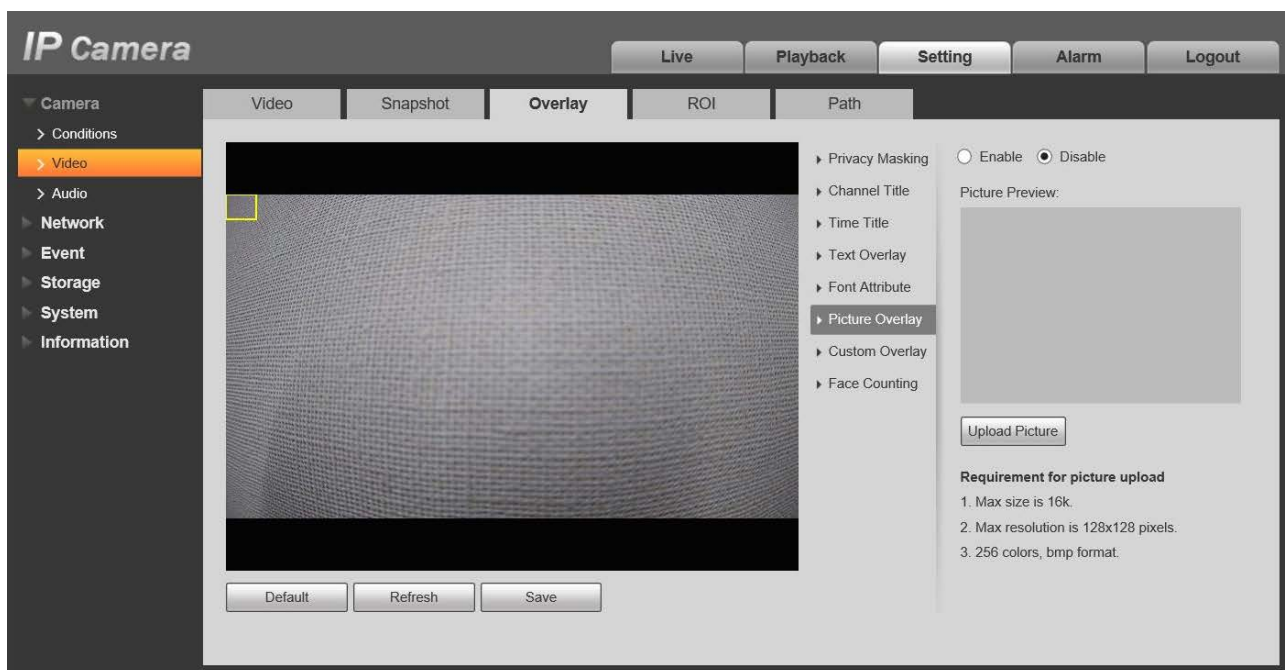 IP Camera
Live
Playback
Setting
Alarm
Logout
Camera
Conditions
Video
Audio
Network
Event
Storage
System
Information
Video
Snapshot
Overlay
ROI
Path
Privacy Masking
Channel Title
Time Title
Text Overlay
Font Attribute
Picture Overlay
Custom Overlay
Face Counting
Enable
Disable
Picture Preview:
Upload Picture
Requirement for picture upload
1. Max size is 16k.
2. Max resolution is 128x128 pixels.
3. 256 colors, bmp format.
Default
Refresh
Save